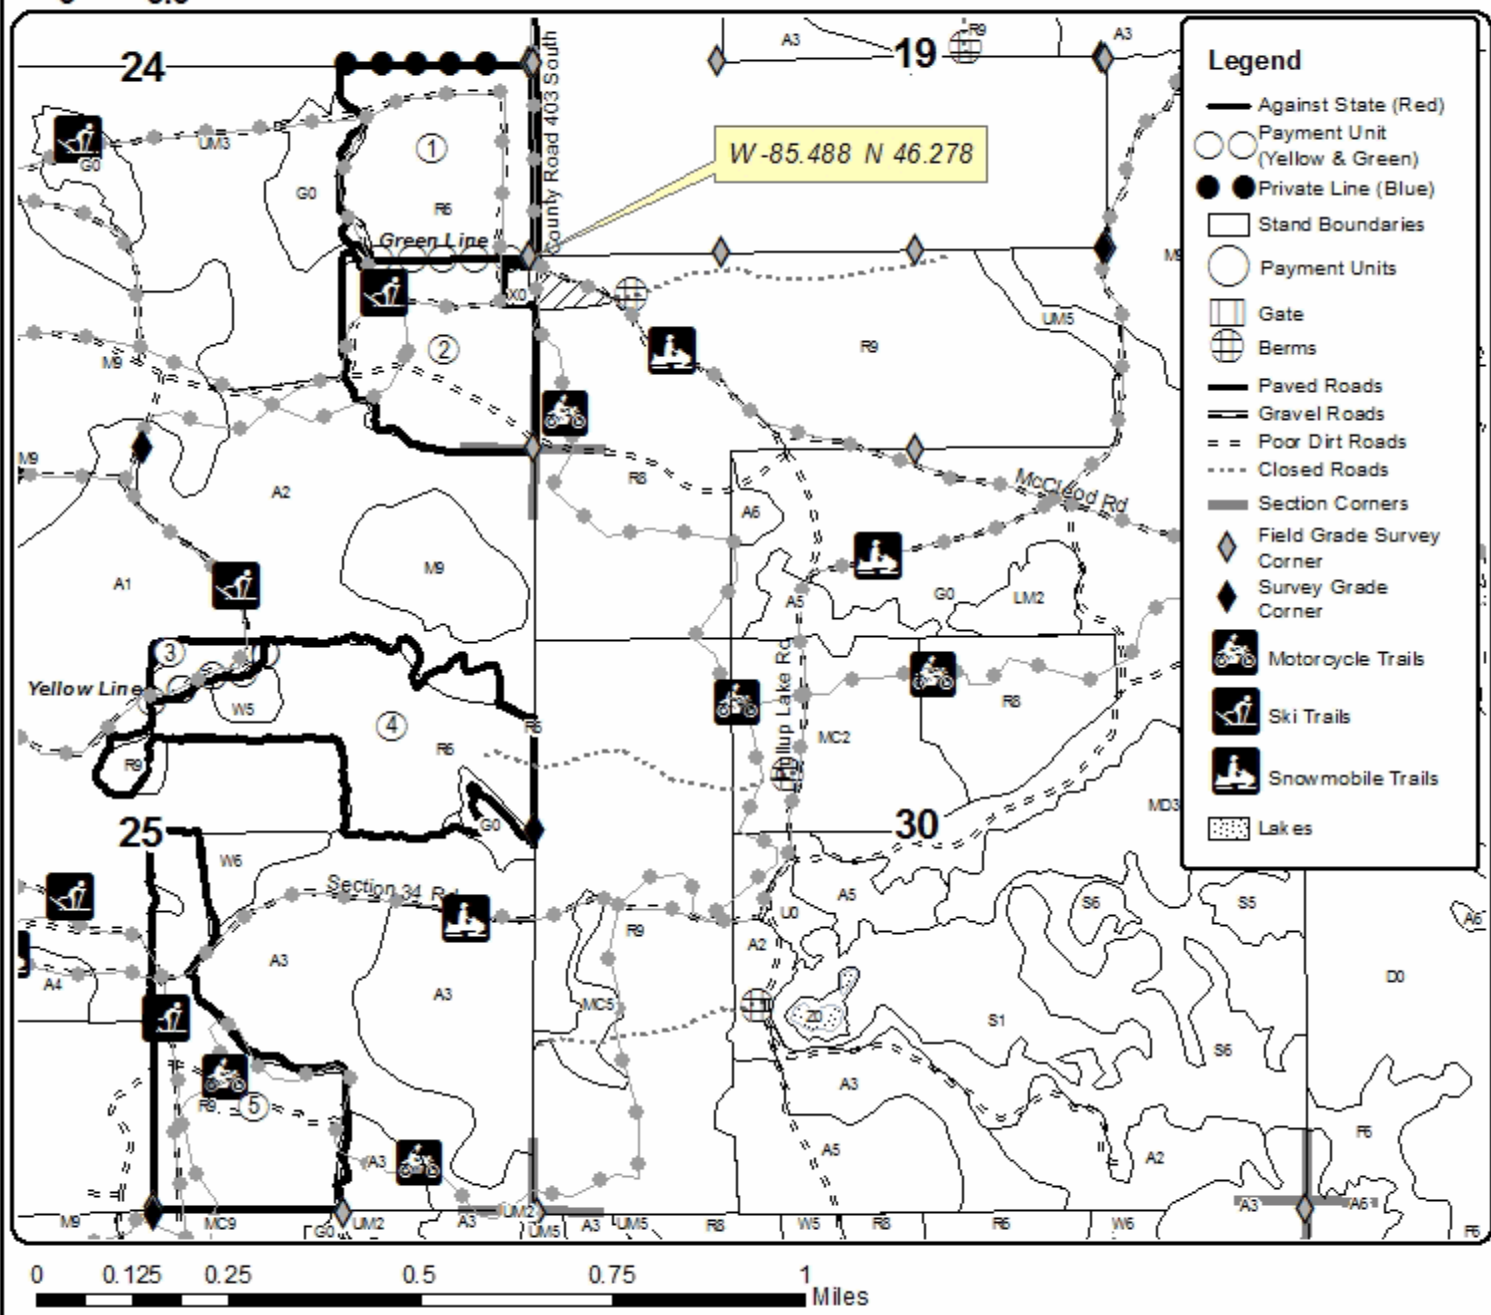 24
19
A3
R9
A3
County Road 403 South
W -85.488 N 46.278
UM3
G0
1
G0
R6
Green Line
X0
M9
UM5
2
R9
M9
M9
A2
R8
McCleod Rd
A6
M9
A1
A5
G0
LM2
3
Yellow Line
W5
4
R6
R6
Pollup Lake Rd
MC2
R8
R9
MD3
G0
25
30
W6
Section 34 Rd
A5
S6
S5
A6
U0
R9
A2
A3
A3
A4
D0
MC5
Z0
S1
S6
A3
R9
5
F6
A5
A2
A3
A3
A6
M9
MC9
G0
UM2
A3
UM2
UM5
A3
UM5
R8
W5
R8
R6
W6
F6
Legend
Against State (Red)
Payment Unit
(Yellow & Green)
Private Line (Blue)
Stand Boundaries
Payment Units
Gate
Berms
Paved Roads
Gravel Roads
Poor Dirt Roads
Closed Roads
Section Corners
Field Grade Survey
Corner
Survey Grade
Corner
Motorcycle Trails
Ski Trails
Snowmobile Trails
Lakes
0 0.125 0.25 0.5 0.75 1
Miles